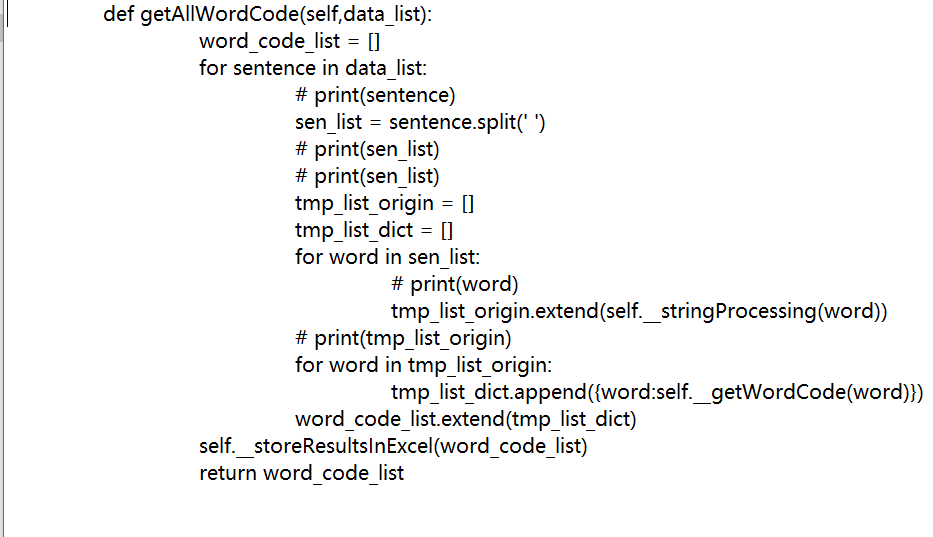 def getAllWordCode(self,data_list):
word_code_list = []
for sentence in data_list:
# print(sentence)
sen_list = sentence.split(' ')
# print(sen_list)
# print(sen_list)
tmp_list_origin = []
tmp_list_dict = []
for word in sen_list:
# print(word)
tmp_list_origin.extend(self.__stringProcessing(word))
# print(tmp_list_origin)
for word in tmp_list_origin:
tmp_list_dict.append({word:self.__getWordCode(word)})
word_code_list.extend(tmp_list_dict)
self.__storeResultsInExcel(word_code_list)
return word_code_list